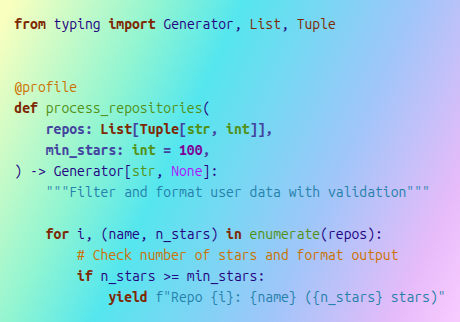 from typing import Generator, List, Tuple
@profile
def process_repositories(
    repos: List[Tuple[str, int]],
    min_stars: int = 100,
) -> Generator[str, None]:
    """Filter and format user data with validation"""
    for i, (name, n_stars) in enumerate(repos):
        # Check number of stars and format output
        if n_stars >= min_stars:
            yield f"Repo {i}: {name} ({n_stars} stars)"